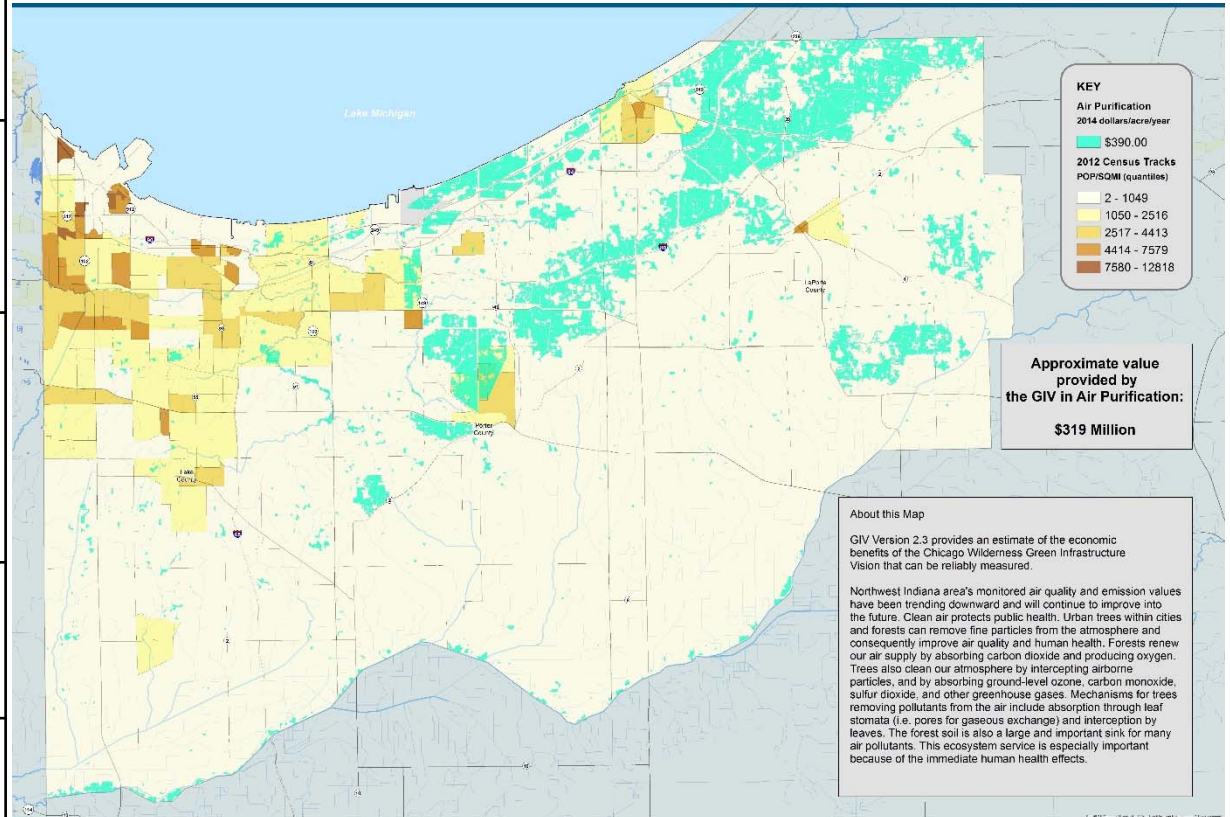 Lake Michigan
KEY
Air Purification
2014 dollars/acre/year
$390.00
2012 Census Tracks
POP/SQMI (quantiles)
2 - 1049
1050 - 2516
2517 - 4413
4414 - 7579
7580 - 12818
LaPorte
County
Porter
County
Lake
County
Approximate value
provided by
the GIV in Air Purification:
$319 Million
About this Map
GIV Version 2.3 provides an estimate of the economic
benefits of the Chicago Wilderness Green Infrastructure
Vision that can be reliably measured.
Northwest Indiana area's monitored air quality and emission values
have been trending downward and will continue to improve into
the future. Clean air protects public health. Urban trees within cities
and forests can remove fine particles from the atmosphere and
consequently improve air quality and human health. Forests renew
our air supply by absorbing carbon dioxide and producing oxygen.
Trees also clean our atmosphere by intercepting airborne
particles, and by absorbing ground-level ozone, carbon monoxide,
sulfur dioxide, and other greenhouse gases. Mechanisms for trees
removing pollutants from the air include absorption through leaf
stomata (i.e. pores for gaseous exchange) and interception by
leaves. The forest soil is also a large and important sink for many
air pollutants. This ecosystem service is especially important
because of the immediate human health effects.